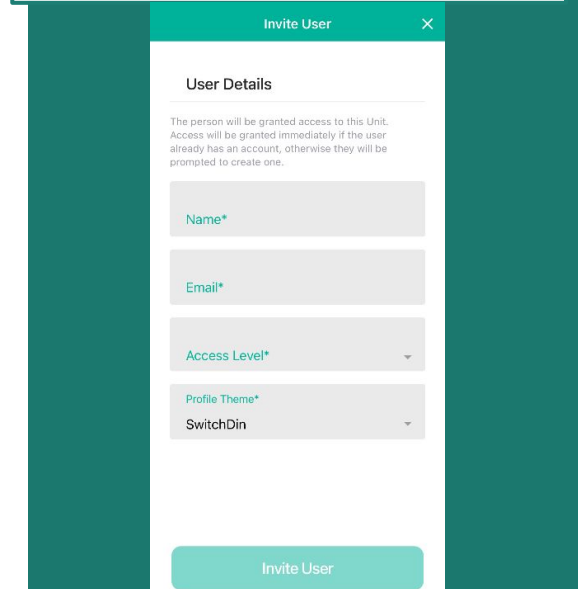 Invite User
User Details
The person will be granted access to this Unit.
Access will be granted immediately if the user
already has an account, otherwise they will be
prompted to create one.
Name*
Email*
Access Level*
Profile Theme*
SwitchDin
Invite User